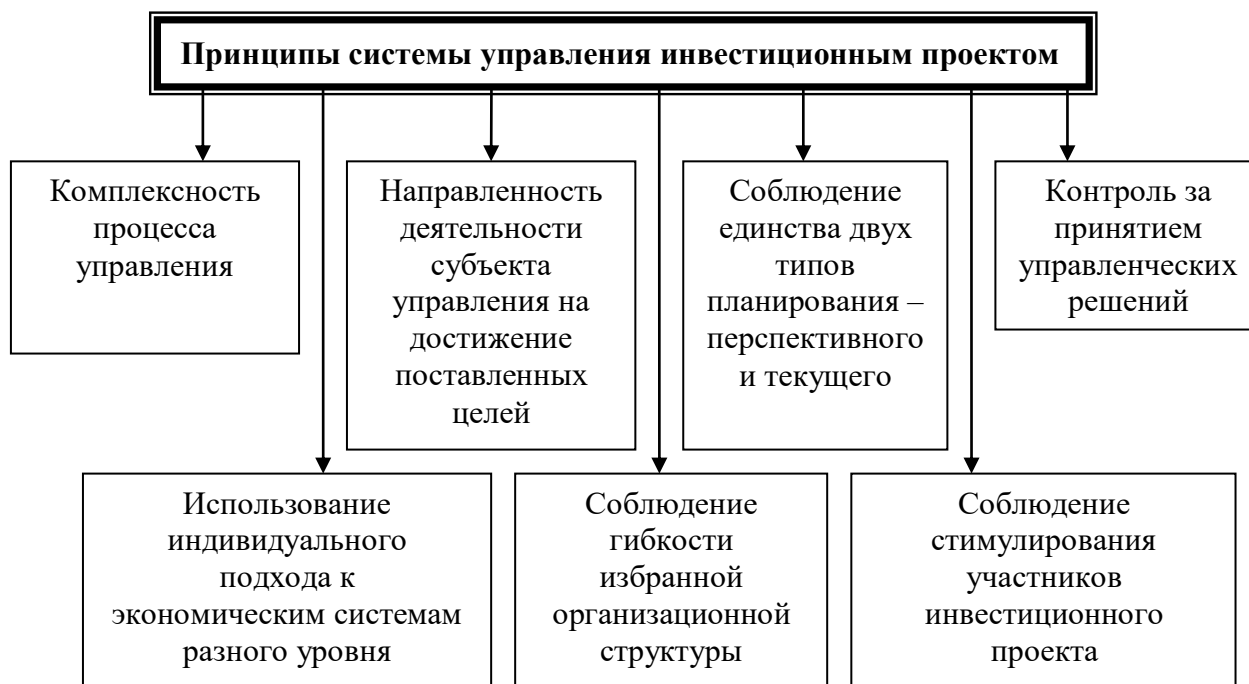 Принципы системы управления инвестиционным проектом
Комплексность
процесса
управления
Направленность
деятельности
субъекта
управления на
достижение
поставленных
целей
Соблюдение
единства двух
типов
планирования –
перспективного
и текущего
Контроль за
принятием
управленческих
решений
Использование
индивидуального
подхода к
экономическим системам
разного уровня
Соблюдение
гибкости
избранной
организационной
структуры
Соблюдение
стимулирования
участников
инвестиционного
проекта